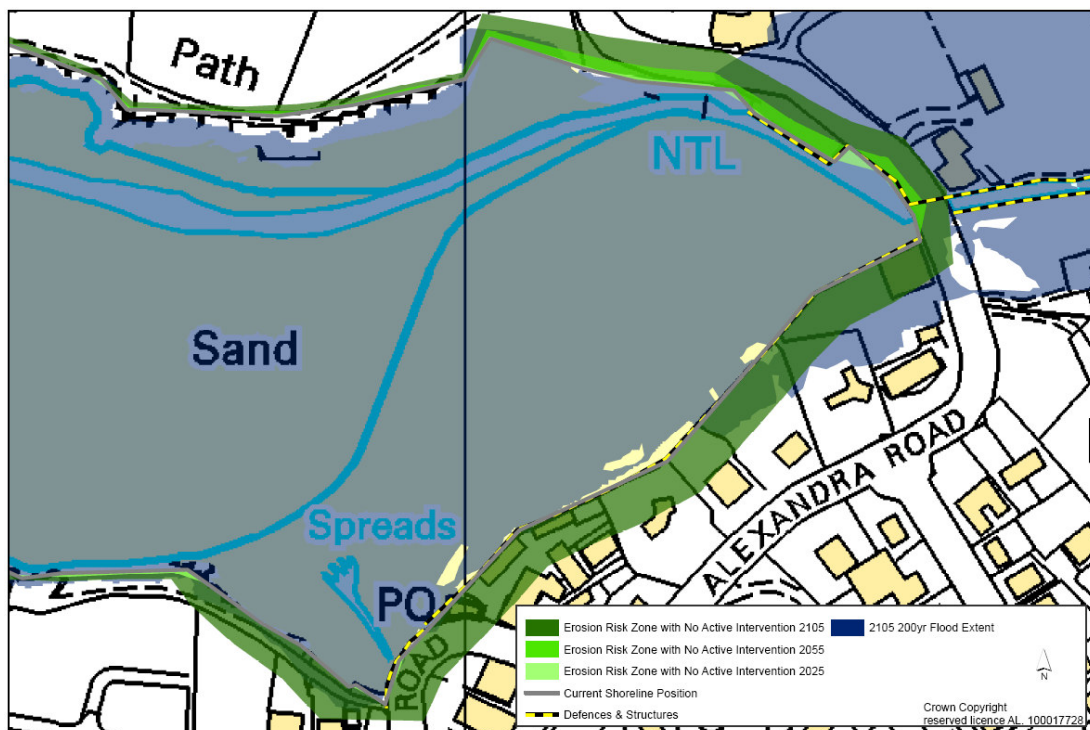 Path
NTL
Sand
Spreads
PO
ROAD
ALEXANDRA ROAD
Erosion Risk Zone with No Active Intervention 2105
2105 200yr Flood Extent
Erosion Risk Zone with No Active Intervention 2055
Erosion Risk Zone with No Active Intervention 2025
Current Shoreline Position
Defences & Structures
N
Crown Copyright
reserved licence AL. 100017728